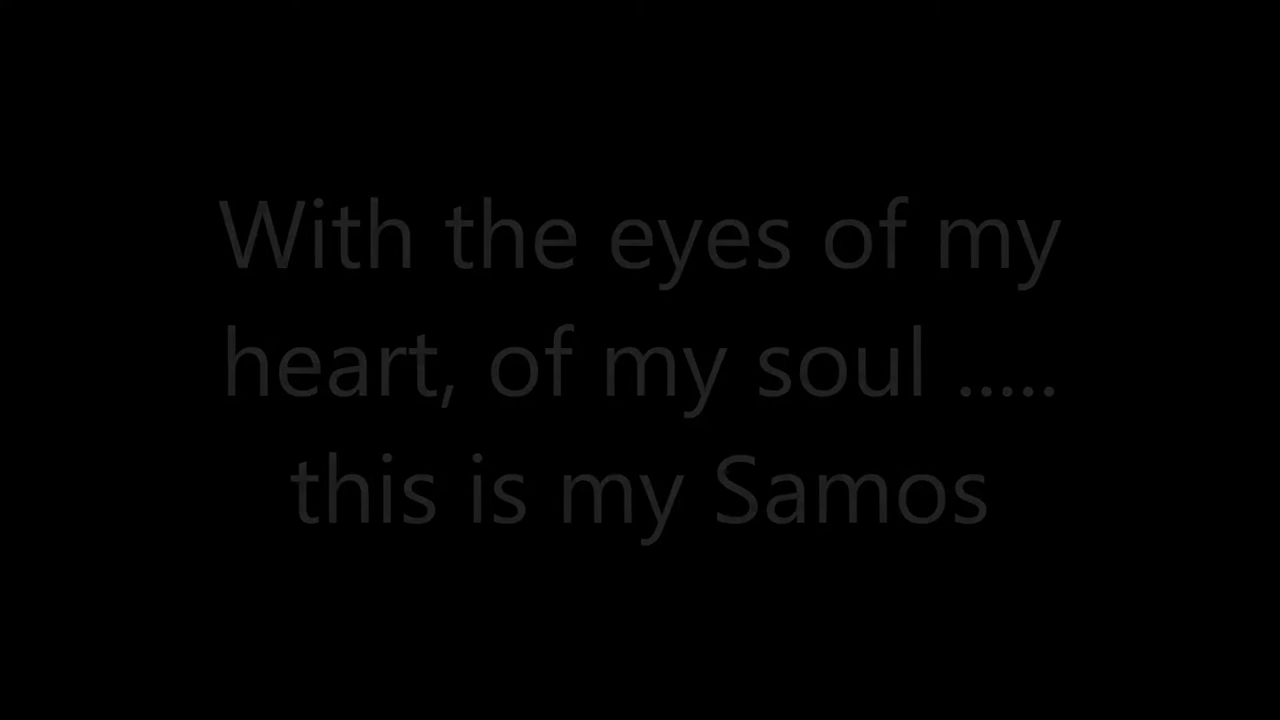 With the eyes of my
heart, of my soul .....
this is my Samos